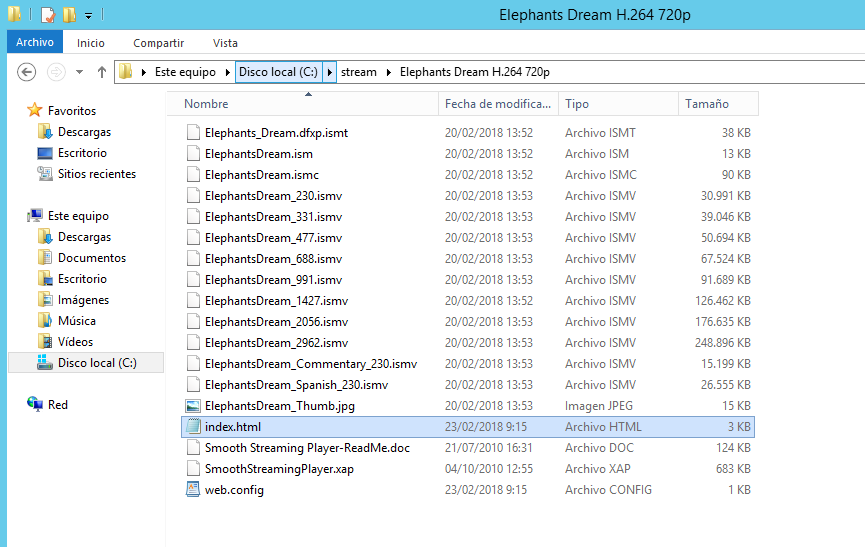 Elephants Dream H.264 720p
Archivo Inicio Compartir Vista
Este equipo Disco local (C:) stream Elephants Dream H.264 720p
Favoritos
Descargas
Escritorio
Sitios recientes
Este equipo
Descargas
Documentos
Escritorio
Imágenes
Música
Vídeos
Disco local (C:)
Red
Nombre Fecha de modifica... Tipo Tamaño
Elephants_Dream.dfxp.ismt 20/02/2018 13:52 Archivo ISMT 38 KB
ElephantsDream.ism 20/02/2018 13:52 Archivo ISM 13 KB
ElephantsDream.ismc 20/02/2018 13:52 Archivo ISMC 90 KB
ElephantsDream_230.ismv 20/02/2018 13:53 Archivo ISMV 30.991 KB
ElephantsDream_331.ismv 20/02/2018 13:53 Archivo ISMV 39.046 KB
ElephantsDream_477.ismv 20/02/2018 13:53 Archivo ISMV 50.694 KB
ElephantsDream_688.ismv 20/02/2018 13:53 Archivo ISMV 67.524 KB
ElephantsDream_991.ismv 20/02/2018 13:53 Archivo ISMV 91.689 KB
ElephantsDream_1427.ismv 20/02/2018 13:52 Archivo ISMV 126.462 KB
ElephantsDream_2056.ismv 20/02/2018 13:53 Archivo ISMV 176.635 KB
ElephantsDream_2962.ismv 20/02/2018 13:53 Archivo ISMV 248.896 KB
ElephantsDream_Commentary_230.ismv 20/02/2018 13:53 Archivo ISMV 15.199 KB
ElephantsDream_Spanish_230.ismv 20/02/2018 13:53 Archivo ISMV 26.555 KB
ElephantsDream_Thumb.jpg 20/02/2018 13:53 Imagen JPEG 15 KB
index.html 23/02/2018 9:15 Archivo HTML 3 KB
Smooth Streaming Player-ReadMe.doc 21/07/2010 16:31 Archivo DOC 124 KB
SmoothStreamingPlayer.xap 04/10/2010 12:55 Archivo XAP 683 KB
web.config 23/02/2018 9:15 Archivo CONFIG 1 KB